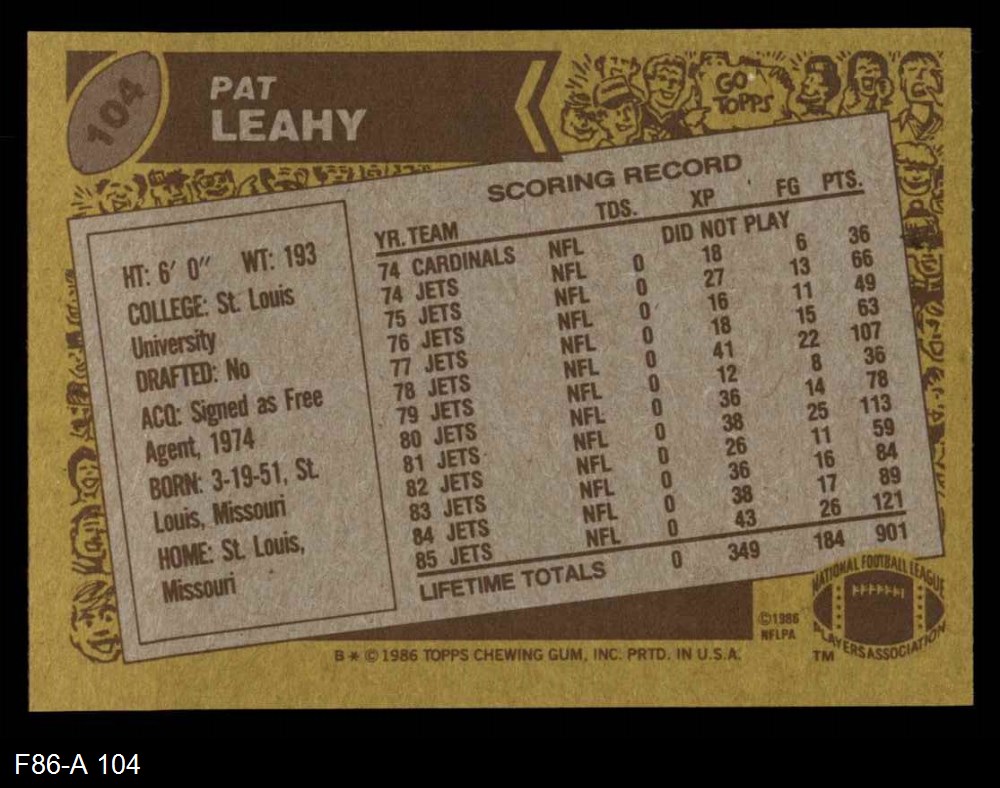 104
PAT
LEAHY
GO
TOPPS
HT: 6' 0" WT: 193
COLLEGE: St. Louis
University
DRAFTED: No
ACQ: Signed as Free
Agent, 1974
BORN: 3-19-51, St.
Louis, Missouri
HOME: St. Louis,
Missouri
SCORING RECORD
YR. TEAM TDS. XP FG PTS.
74 CARDINALS NFL DID NOT PLAY
74 JETS NFL 0 18 6 36
75 JETS NFL 0 27 13 66
76 JETS NFL 0 16 11 49
77 JETS NFL 0 18 15 63
78 JETS NFL 0 41 22 107
79 JETS NFL 0 12 8 36
80 JETS NFL 0 36 14 78
81 JETS NFL 0 38 25 113
82 JETS NFL 0 26 11 59
83 JETS NFL 0 36 16 84
84 JETS NFL 0 38 17 89
85 JETS NFL 0 43 26 121
LIFETIME TOTALS 0 349 184 901
©1986
NFLPA
NATIONAL FOOTBALL LEAGUE
PLAYERS ASSOCIATION
TM
B* © 1986 TOPPS CHEWING GUM, INC. PRTD. IN U.S.A.
F86-A 104